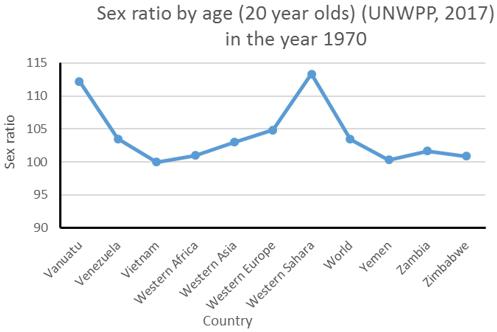 Sex ratio by age (20 year olds) (UNWPP, 2017)
in the year 1970
115
110
105
100
95
90
Sex ratio
Vanuatu
Venezuela
Vietnam
Western Africa
Western Asia
Western Europe
Western Sahara
World
Yemen
Zambia
Zimbabwe
Country